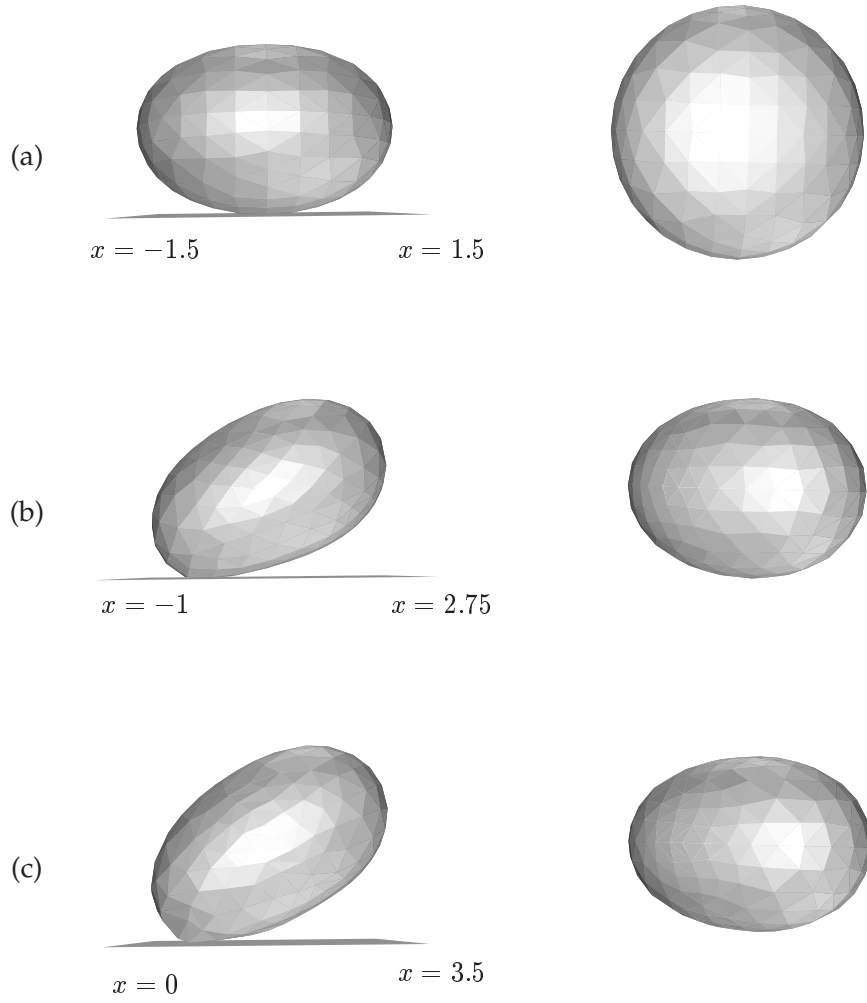 (a)
x = −1.5 x = 1.5
(b)
x = −1 x = 2.75
(c)
x = 0 x = 3.5